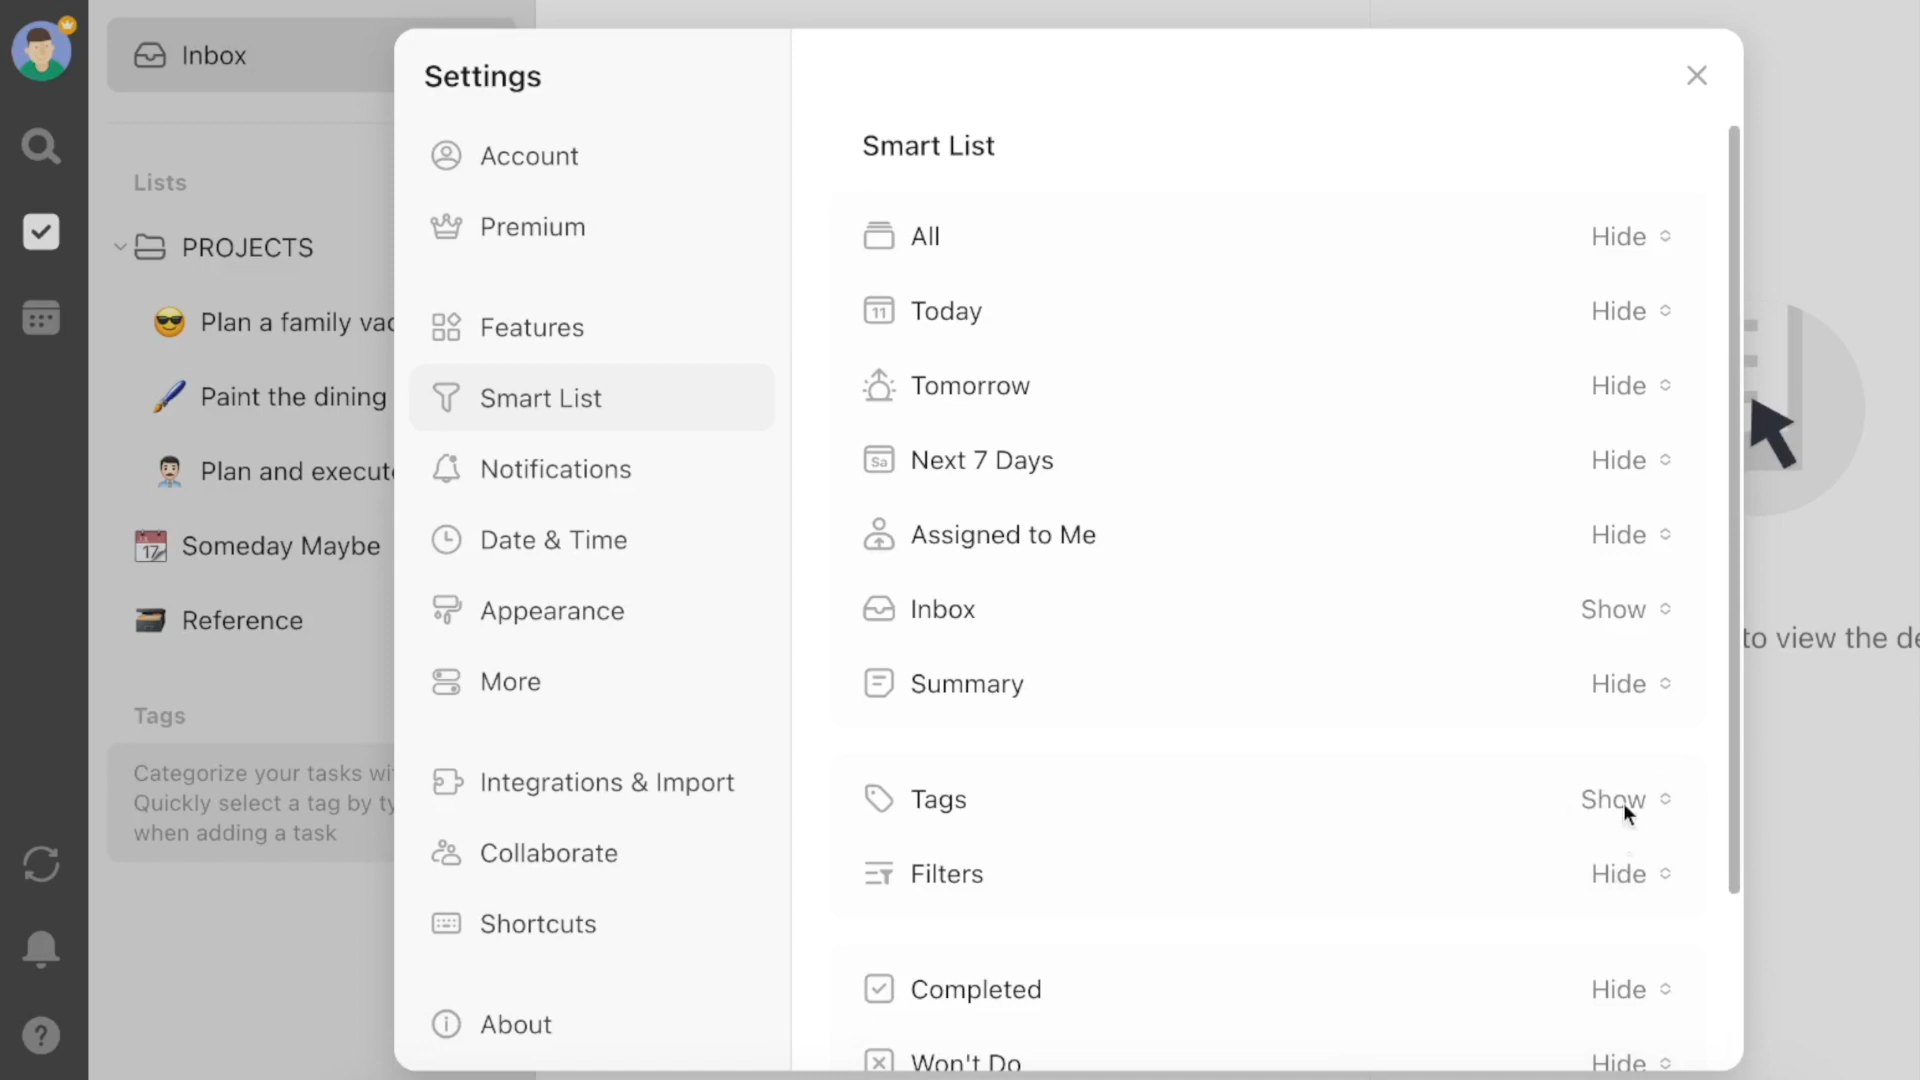 Inbox
Lists
PROJECTS
Plan a family vac
Paint the dining
Plan and execut
17
Someday Maybe
Reference
Tags
Categorize your tasks wi
Quickly select a tag by ty
when adding a task
Settings
Account
Premium
Features
Smart List
Notifications
Date & Time
Appearance
More
Integrations & Import
Collaborate
Shortcuts
About
Smart List
All Hide
11 Today Hide
Tomorrow Hide
Sa Next 7 Days Hide
Assigned to Me Hide
Inbox Show
Summary Hide
Tags Show
Filters Hide
Completed Hide
Won't Do Hide
to view the de